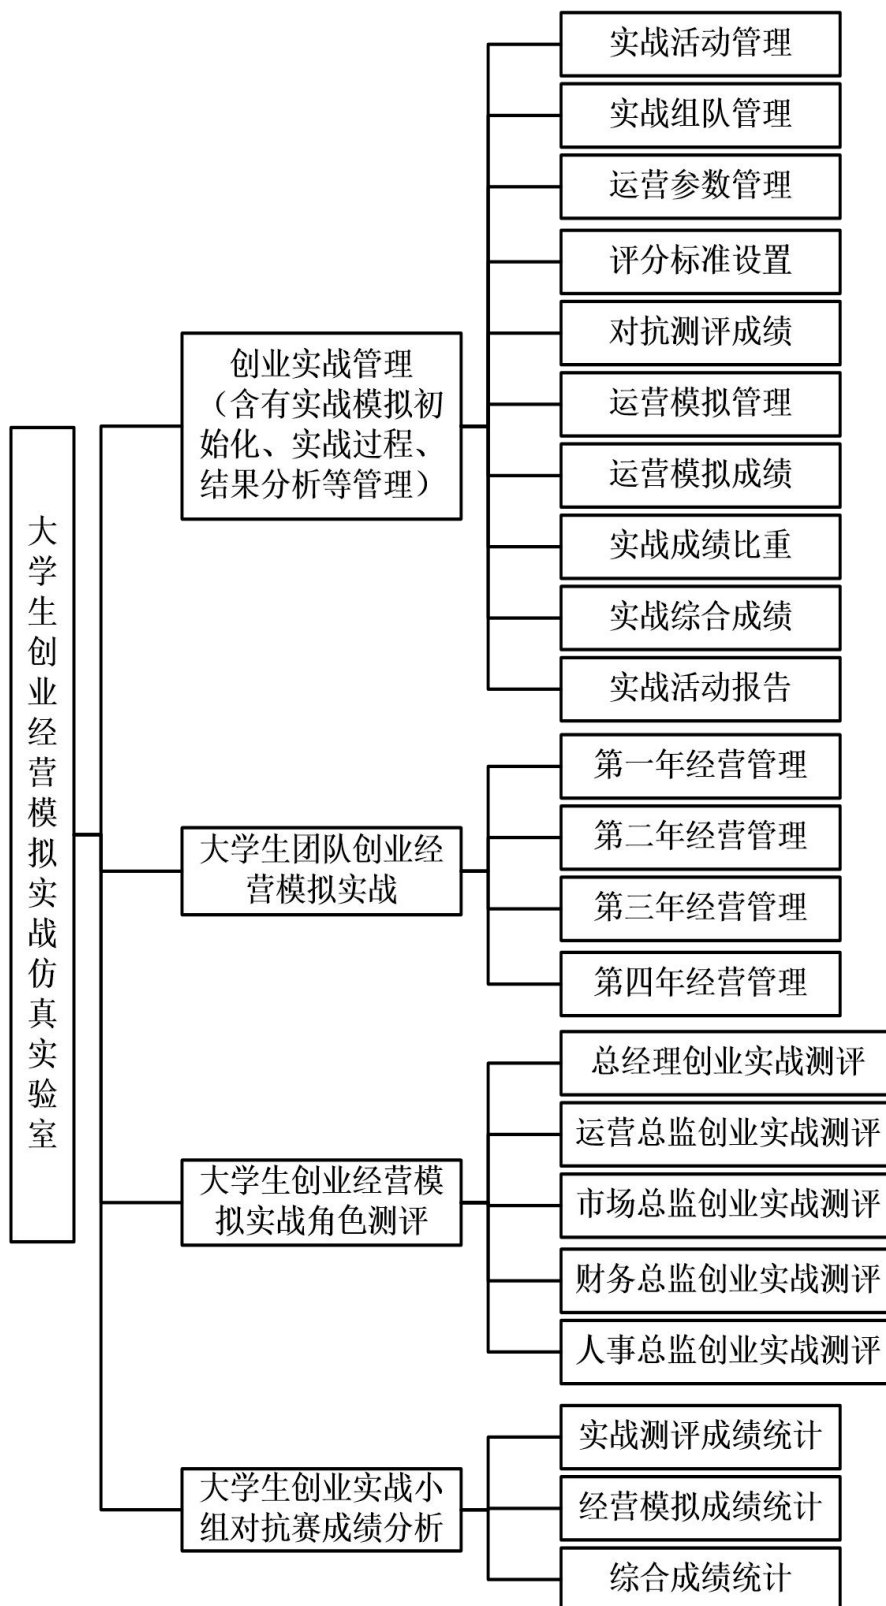 大学生创业经营模拟实战仿真实验室
创业实战管理
（含有实战模拟初
始化、实战过程、
结果分析等管理）
实战活动管理
实战组队管理
运营参数管理
评分标准设置
对抗测评成绩
运营模拟管理
运营模拟成绩
实战成绩比重
实战综合成绩
实战活动报告
大学生团队创业经
营模拟实战
第一年经营管理
第二年经营管理
第三年经营管理
第四年经营管理
大学生创业经营模
拟实战角色测评
总经理创业实战测评
运营总监创业实战测评
市场总监创业实战测评
财务总监创业实战测评
人事总监创业实战测评
大学生创业实战小
组对抗赛成绩分析
实战测评成绩统计
经营模拟成绩统计
综合成绩统计